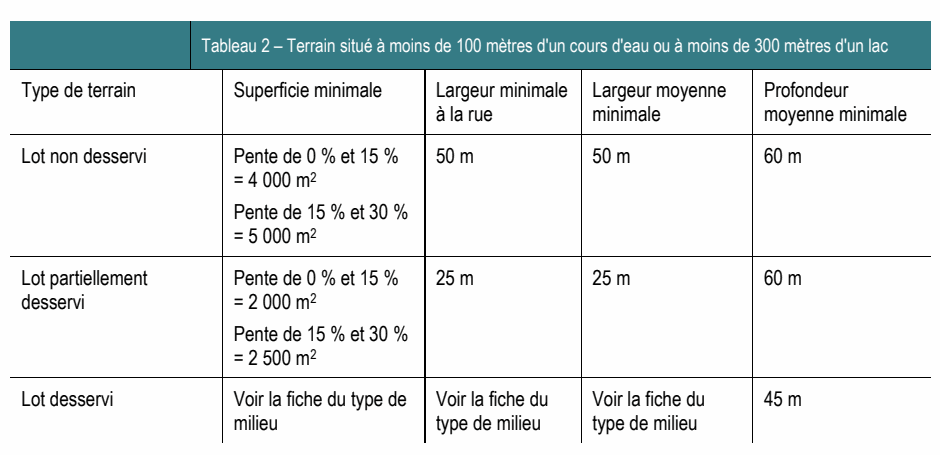 Tableau 2 – Terrain situé à moins de 100 mètres d'un cours d'eau ou à moins de 300 mètres d'un lac
Type de terrain
Superficie minimale
Largeur minimale
à la rue
Largeur moyenne
minimale
Profondeur
moyenne minimale
Lot non desservi
Pente de 0 % et 15 %
= 4 000 m²
Pente de 15 % et 30 %
= 5 000 m²
50 m
50 m
60 m
Lot partiellement
desservi
Pente de 0 % et 15 %
= 2 000 m²
Pente de 15 % et 30 %
= 2 500 m²
25 m
25 m
60 m
Lot desservi
Voir la fiche du type de
milieu
Voir la fiche du
type de milieu
Voir la fiche du
type de milieu
45 m